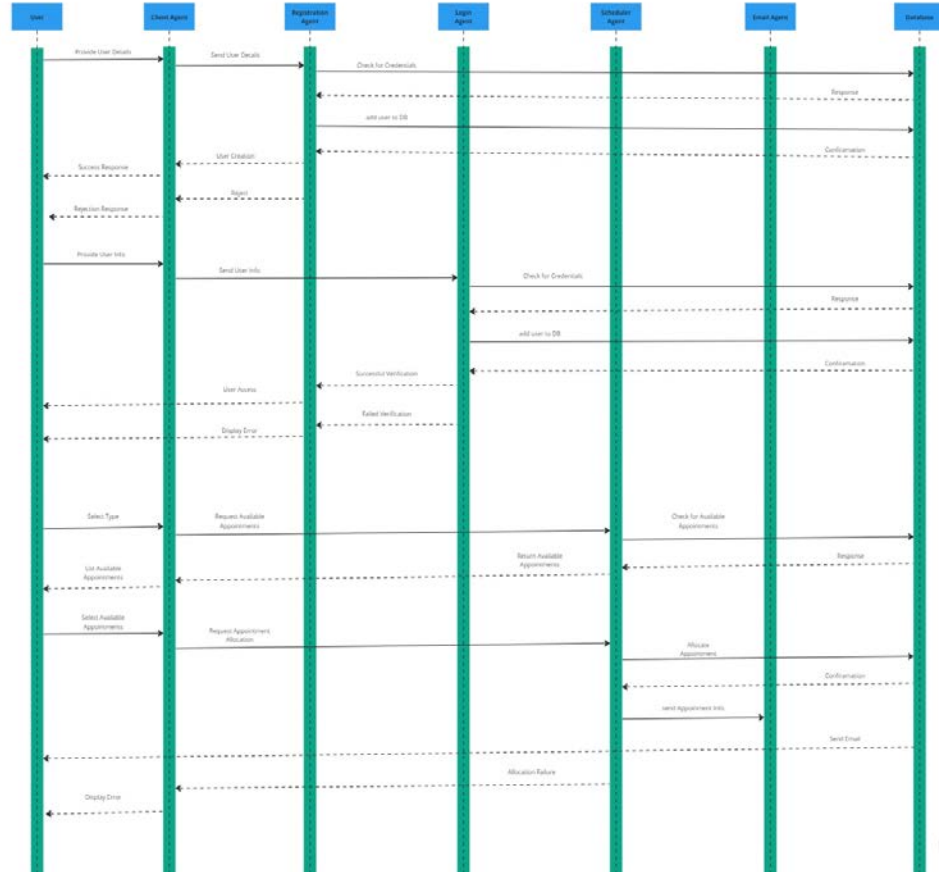 User
Client Agent
Registration
Agent
Login
Agent
Scheduler
Agent
Email Agent
Database
Provide User Details
Send User Details
Check for Credentials
Response
add user to DB
Confirmation
User Creation
Success Response
Reject
Rejection Response
Provide User Info
Send User Info
Check for Credentials
Response
add user to DB
Confirmation
Successful Verification
User Access
Failed Verification
Display Error
Select Type
Request Available
Appointments
Check for Available
Appointments
Return Available
Appointments
Response
List Available
Appointments
Select Available
Appointments
Request Appointment
Allocation
Allocate
Appointment
Confirmation
send Appointment Info
Send Email
Allocation Failure
Display Error